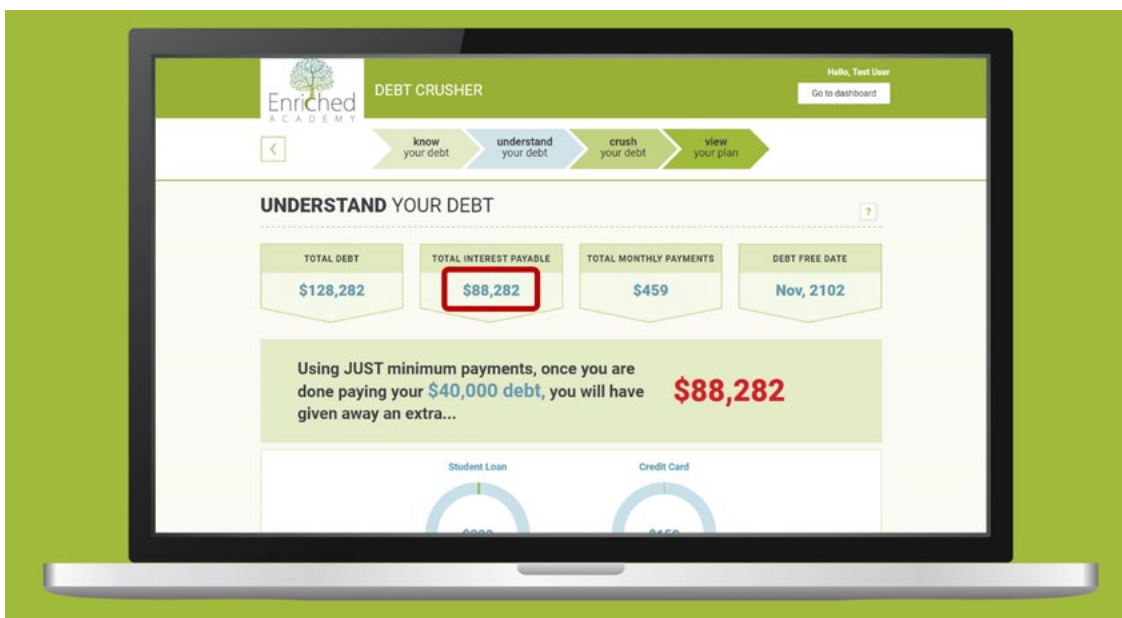 Enriched
ACADEMY
DEBT CRUSHER
Hello, Test User
Go to dashboard
know
your debt
understand
your debt
crush
your debt
view
your plan
UNDERSTAND YOUR DEBT
?
TOTAL DEBT
$128,282
TOTAL INTEREST PAYABLE
$88,282
TOTAL MONTHLY PAYMENTS
$459
DEBT FREE DATE
Nov, 2102
Using JUST minimum payments, once you are
done paying your $40,000 debt, you will have
given away an extra...
$88,282
Student Loan
Credit Card